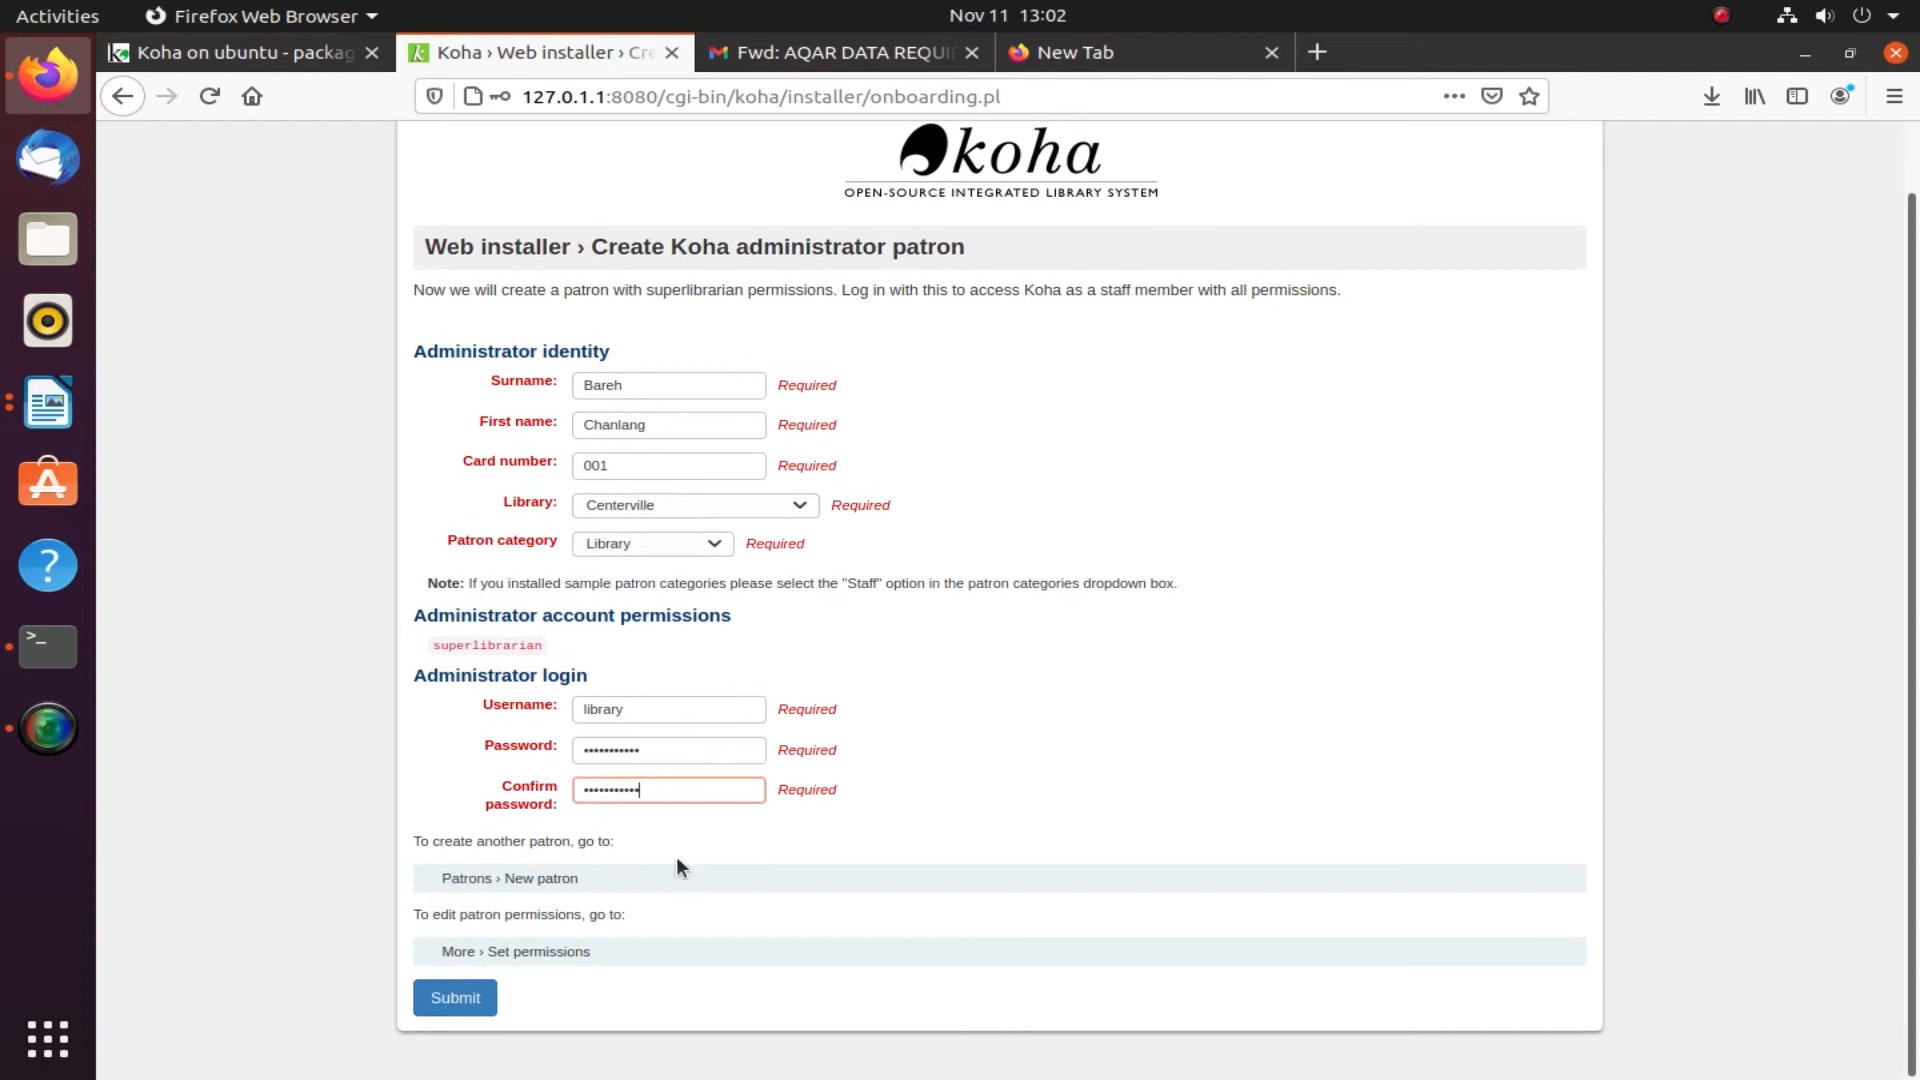 Activities Firefox Web Browser Nov 11 13:02
Koha on ubuntu - packag Koha › Web installer › Cre Fwd: AQAR DATA REQUI New Tab
127.0.1.1:8080/cgi-bin/koha/installer/onboarding.pl
koha
OPEN-SOURCE INTEGRATED LIBRARY SYSTEM
Web installer › Create Koha administrator patron
Now we will create a patron with superlibrarian permissions. Log in with this to access Koha as a staff member with all permissions.
Administrator identity
Surname: Bareh Required
First name: Chanlang Required
Card number: 001 Required
Library: Centerville Required
Patron category Library Required
Note: If you installed sample patron categories please select the "Staff" option in the patron categories dropdown box.
Administrator account permissions
superlibrarian
Administrator login
Username: library Required
Password: ••••••••••• Required
Confirm password: ••••••••••• Required
To create another patron, go to:
Patrons › New patron
To edit patron permissions, go to:
More › Set permissions
Submit